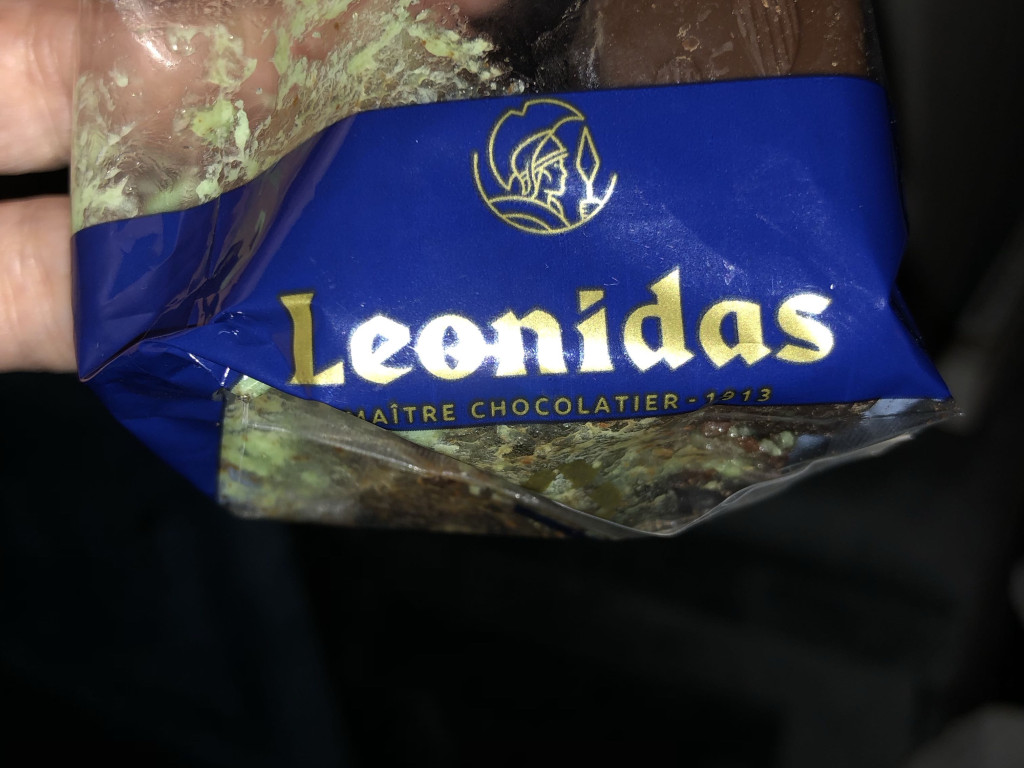 Leonidas
MAÎTRE CHOCOLATIER - 1913